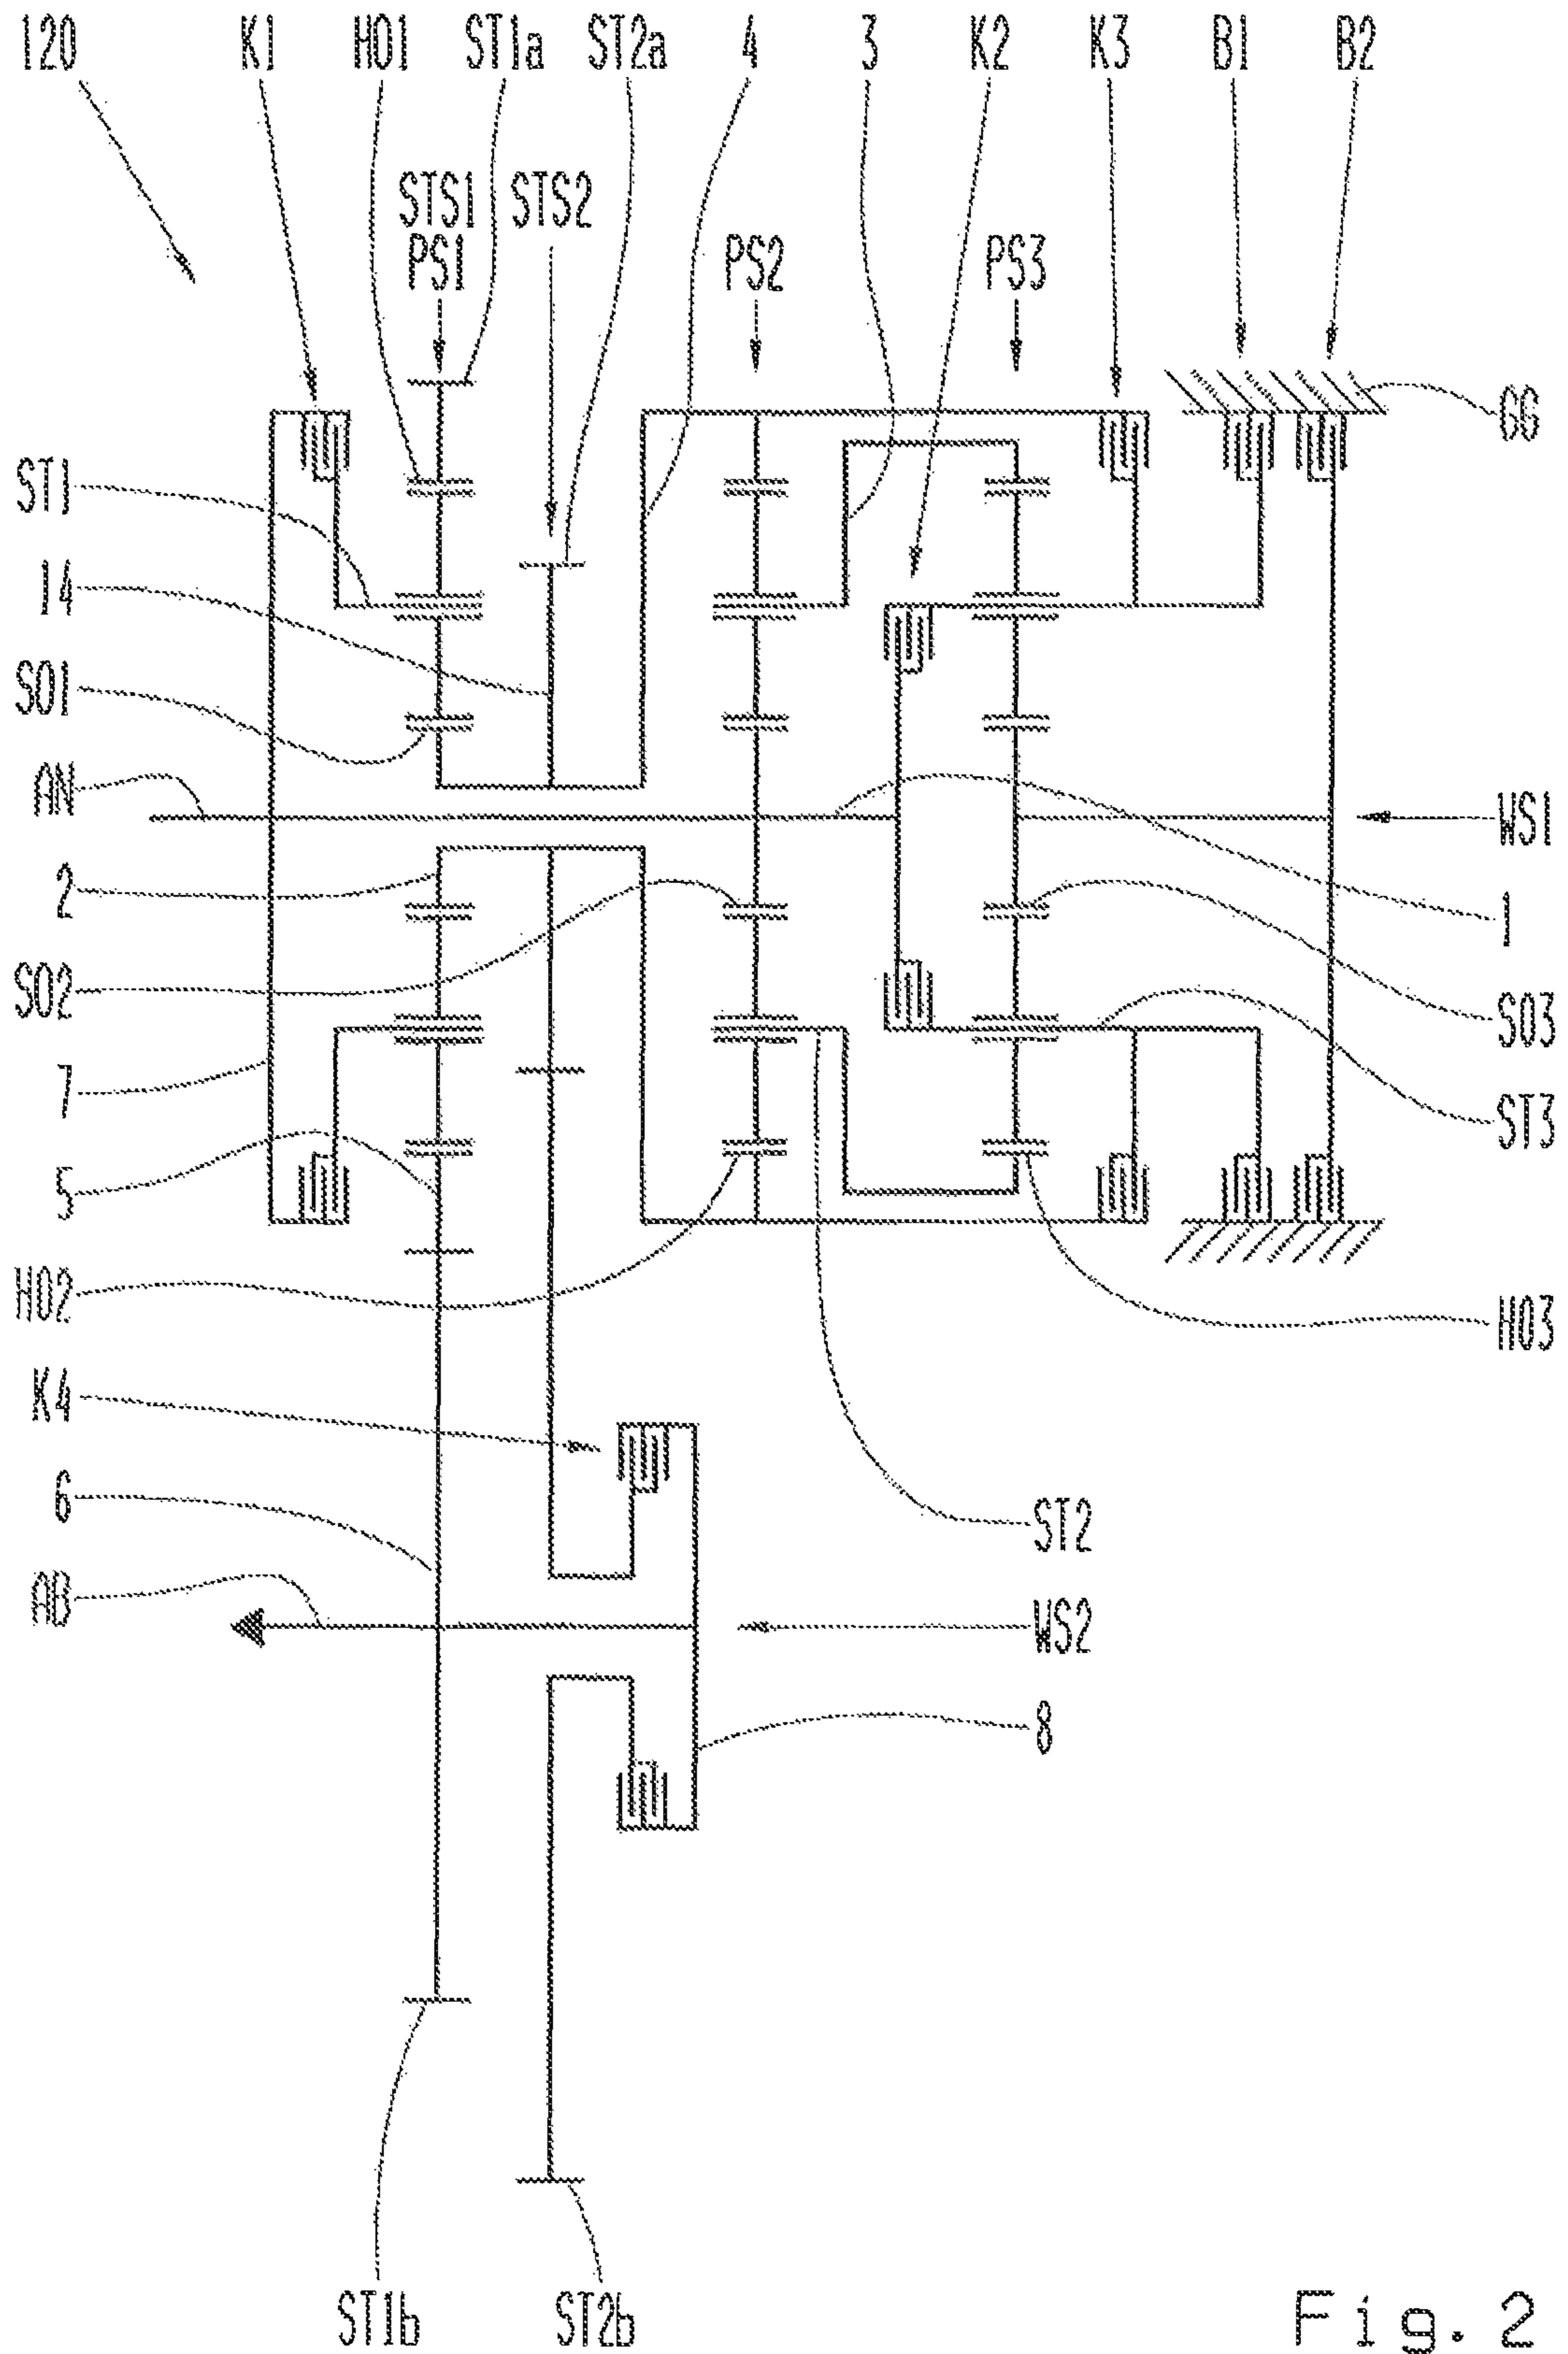 120 K1 HO1 ST1a ST2a 4 3 K2 K3 B1 B2
STS1 STS2
PS1 PS2 PS3
GG
ST1
14
SO1
AN
WS1
2
1
SO2
SO3
7
ST3
5
HO2
HO3
K4
6
ST2
AB
WS2
8
ST1b ST2b
Fig. 2